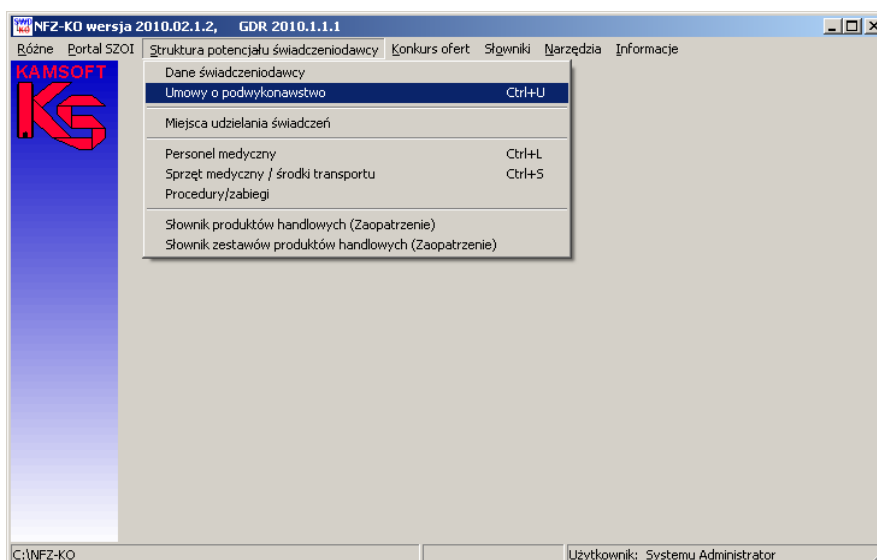 NFZ-KO wersja 2010.02.1.2, GDR 2010.1.1.1
Różne Portal SZOI Struktura potencjału świadczeniodawcy Konkurs ofert Słowniki Narzędzia Informacje
KAMSOFT
Dane świadczeniodawcy
Umowy o podwykonawstwo Ctrl+U
Miejsca udzielania świadczeń
Personel medyczny Ctrl+L
Sprzęt medyczny / środki transportu Ctrl+S
Procedury/zabiegi
Słownik produktów handlowych (Zaopatrzenie)
Słownik zestawów produktów handlowych (Zaopatrzenie)
C:\NFZ-KO Użytkownik: Systemu Administrator